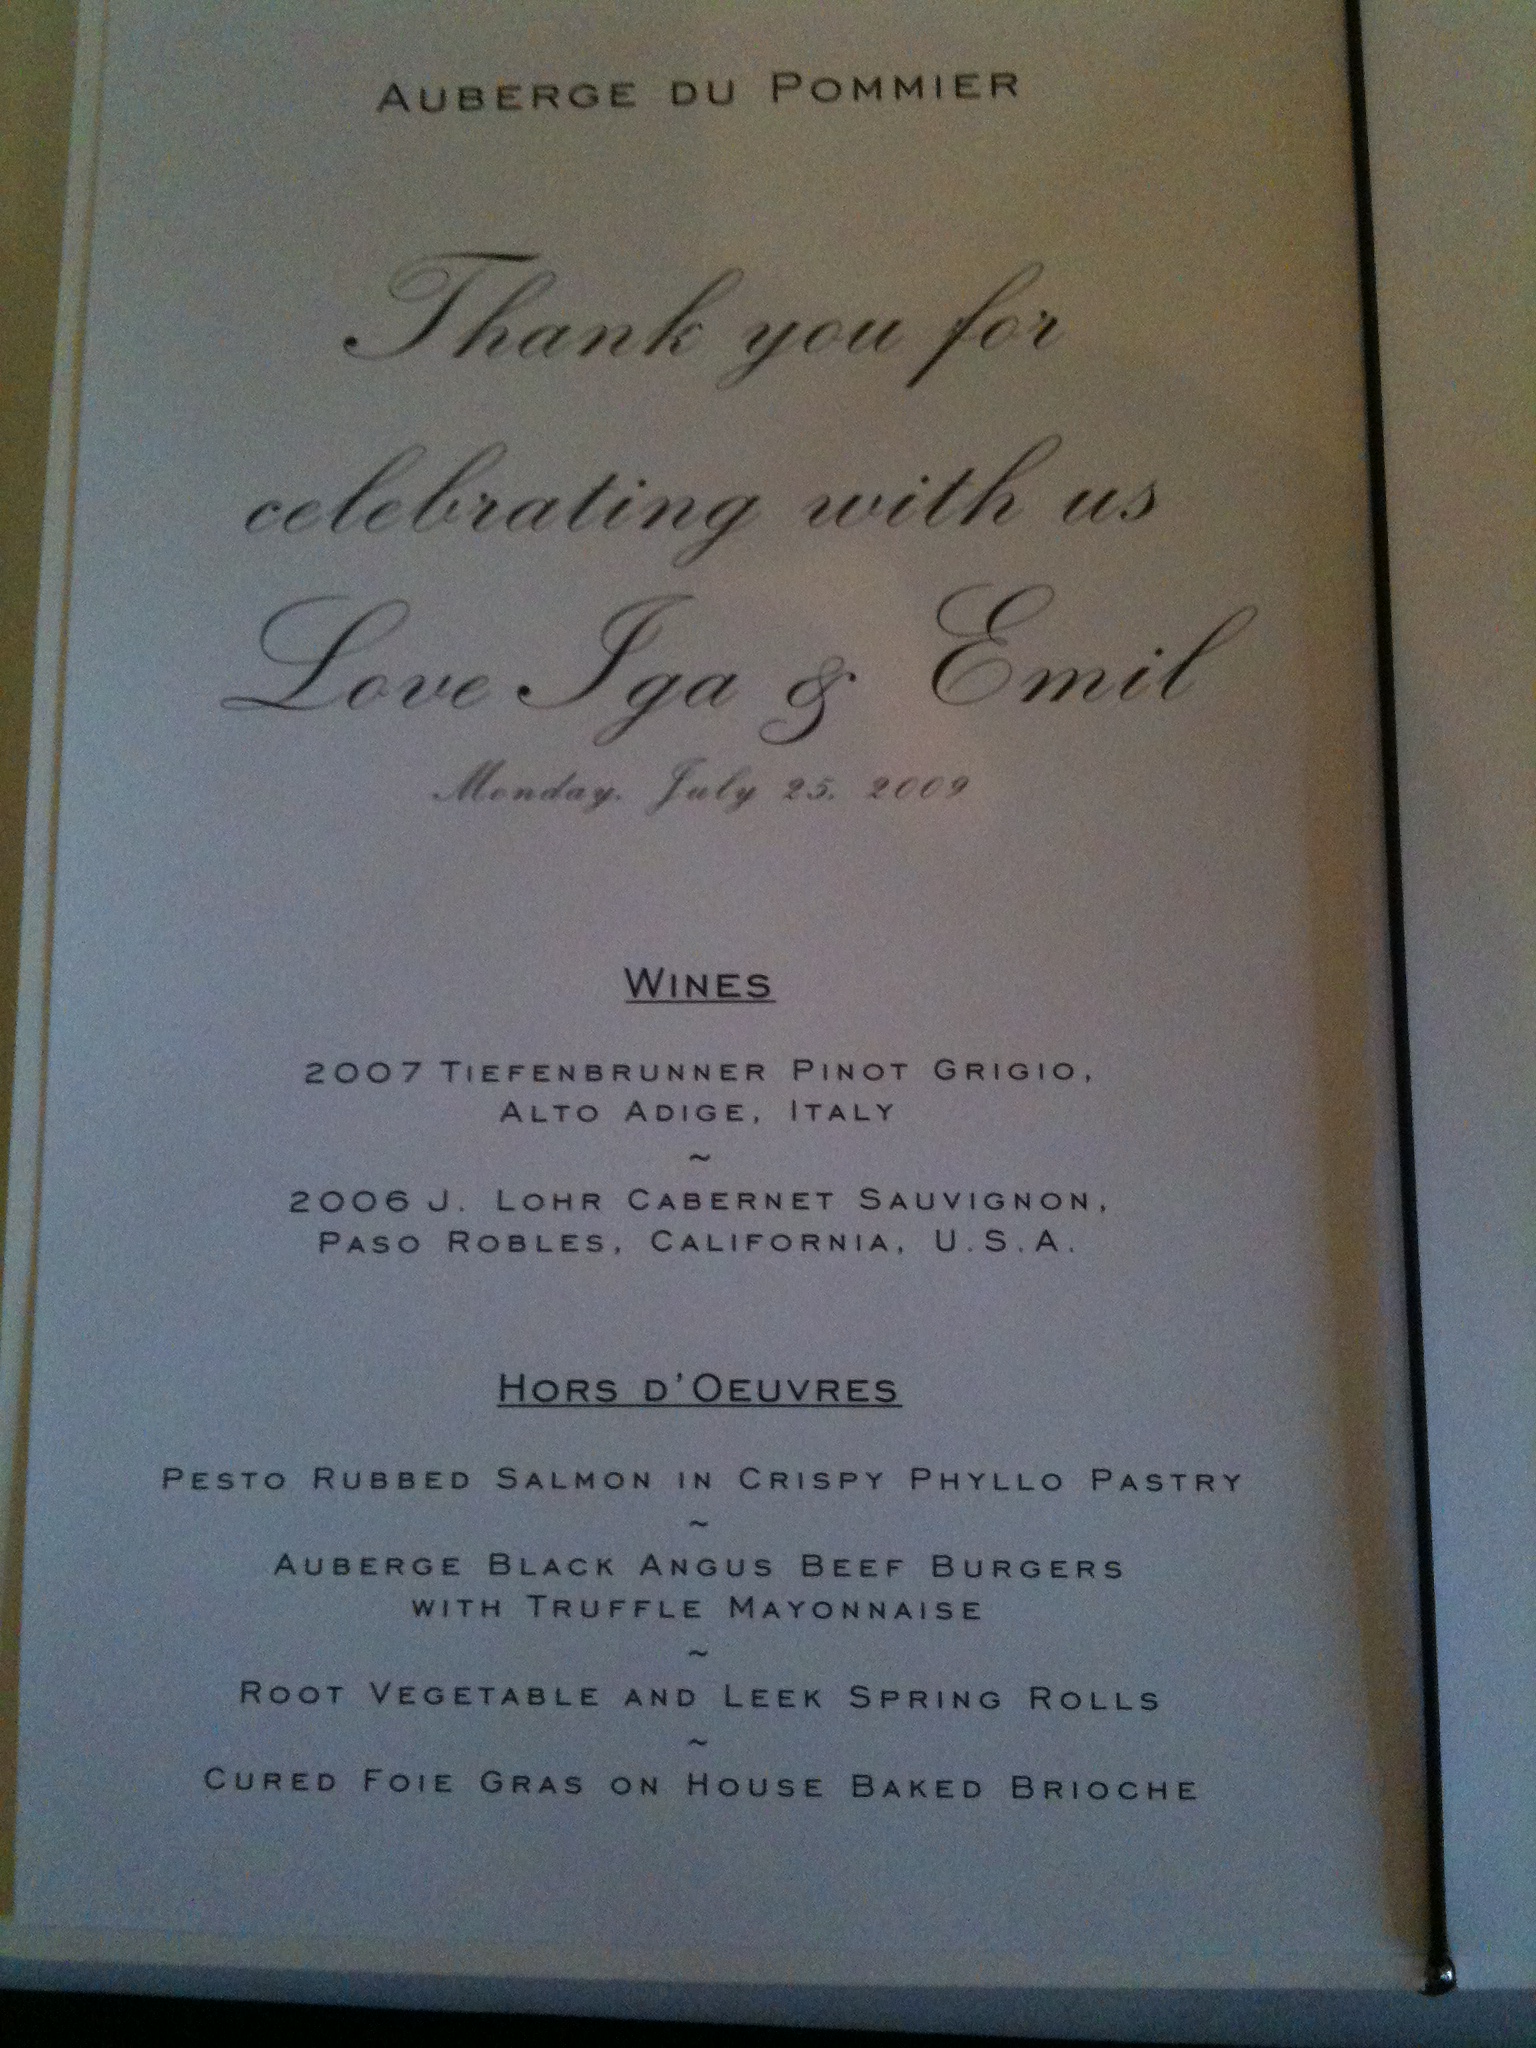 AUBERGE DU POMMIER
Thank you for
celebrating with us
Love Iga & Emil
Monday, July 25, 2009
WINES
2007 TIEFENBRUNNER PINOT GRIGIO,
ALTO ADIGE, ITALY
~
2006 J. LOHR CABERNET SAUVIGNON,
PASO ROBLES, CALIFORNIA, U.S.A.
HORS D'OEUVRES
PESTO RUBBED SALMON IN CRISPY PHYLLO PASTRY
~
AUBERGE BLACK ANGUS BEEF BURGERS
WITH TRUFFLE MAYONNAISE
~
ROOT VEGETABLE AND LEEK SPRING ROLLS
~
CURED FOIE GRAS ON HOUSE BAKED BRIOCHE